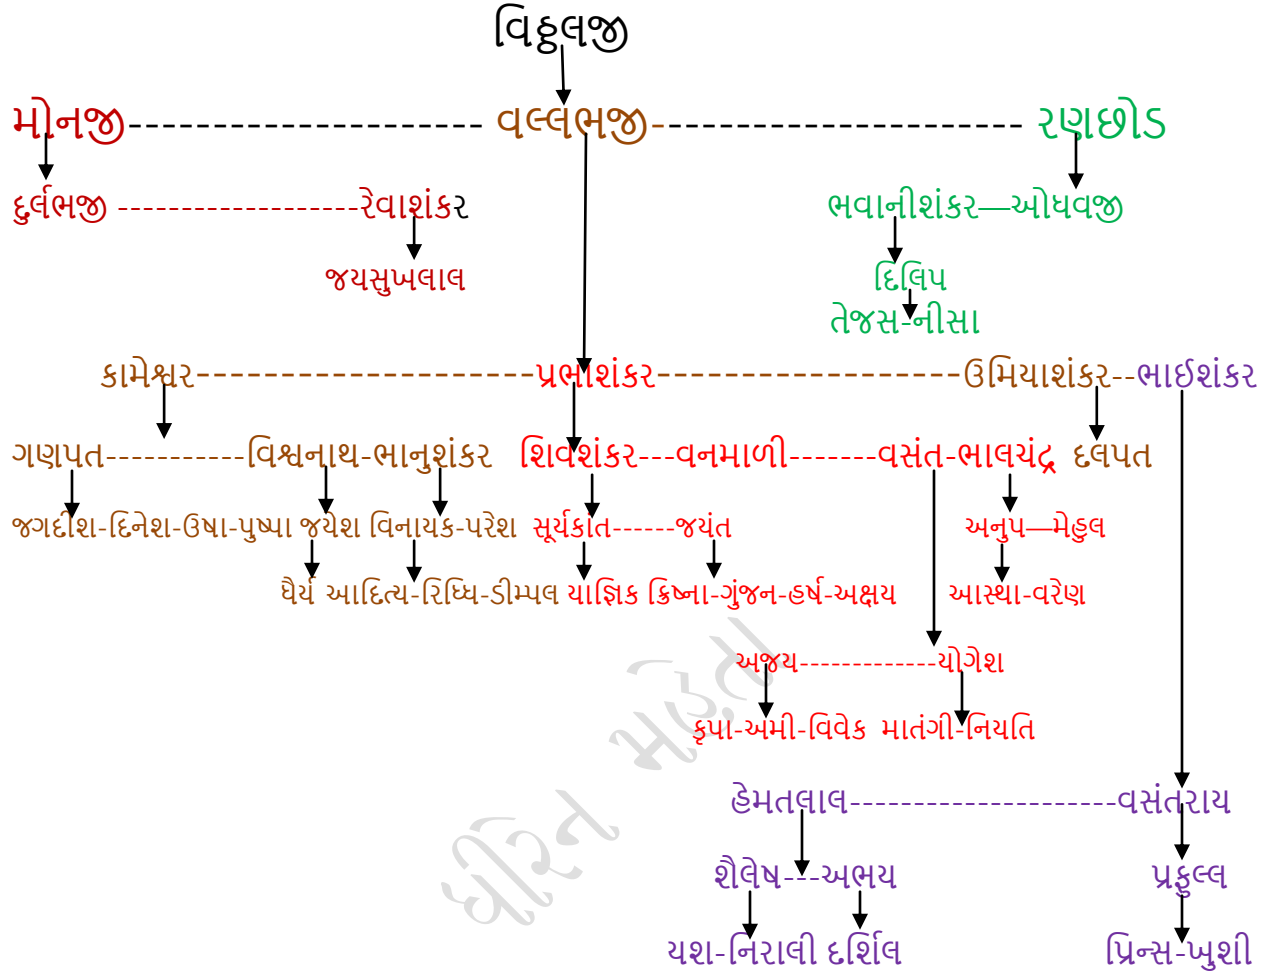 વિઠ્ઠલજી
મોનજી--------------------- વલ્લભજી---------------------- રણછોડ
દુર્લભજી -------------------રેવાશંકર ભવાનીશંકર—ઓધવજી
જયસુખલાલ દિલિપ
તેજસ-નીસા
કામેશ્વર--------------------પ્રભાશંકર------------------ઉમિયાશંકર--ભાઈશંકર
ગણપત-----------વિશ્વનાથ-ભાનુશંકર શિવશંકર---વનમાળી-------વસંત-ભાલચંદ્ર દલપત
જગદીશ-દિનેશ-ઉષા-પુષ્પા જયેશ વિનાયક-પરેશ સૂર્યકાંત------જયંત અનુપ—મેહુલ
ધૈર્ય આદિત્ય-રિધ્ધિ-ડીમ્પલ યાજ્ઞિક ક્રિષ્ના-ગુંજન-હર્ષ-અક્ષય આસ્થા-વરેણ
અજય-------------યોગેશ
કૃપા-અમી-વિવેક માતંગી-નિયતિ
હેમતલાલ---------------------વસંતરાય
શૈલેષ---અભય પ્રફુલ્લ
યશ-નિરાલી દર્શિલ પ્રિન્સ-ખુશી
ધીરેન મહેતા